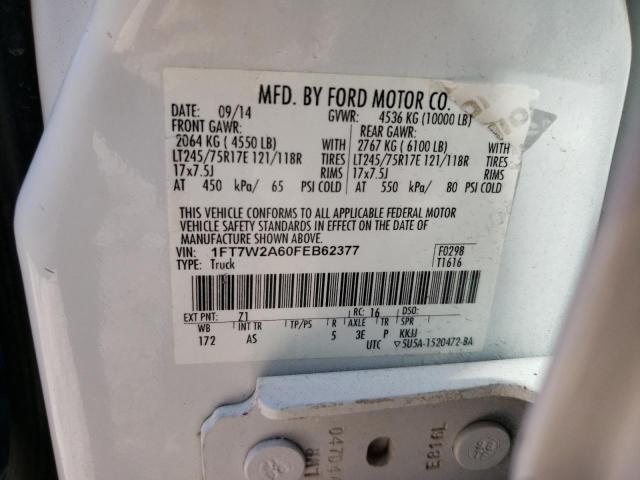 MFD. BY FORD MOTOR CO.
DATE: 09/14 GVWR: 4536 KG (10000 LB)
FRONT GAWR: REAR GAWR:
2064 KG ( 4550 LB) WITH 2767 KG ( 6100 LB) WITH
LT245/75R17E 121/118R TIRES LT245/75R17E 121/118R TIRES
17x7.5J RIMS 17x7.5J RIMS
AT 450 kPa/ 65 PSI COLD AT 550 kPa/ 80 PSI COLD
THIS VEHICLE CONFORMS TO ALL APPLICABLE FEDERAL MOTOR
VEHICLE SAFETY STANDARDS IN EFFECT ON THE DATE OF
MANUFACTURE SHOWN ABOVE.
VIN: 1FT7W2A60FEB62377 F0298
TYPE: Truck T1616
EXT PNT: Z1 RC: 16 DSO:
WB INT TR TP/PS R AXLE TR SPR
172 AS 5 3E P KKJJ
UTC ▽5U5A-1520472-BA
LWR
E816L